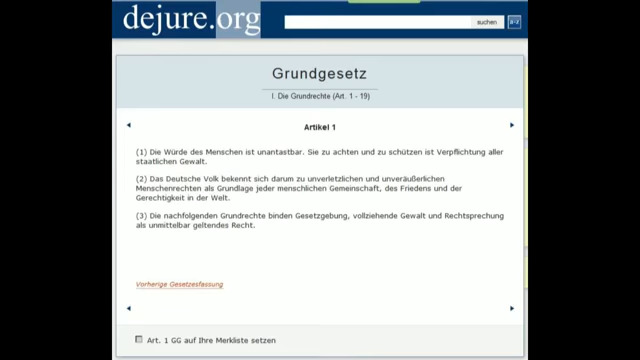 dejure.org
suchen
a-z
Grundgesetz
I. Die Grundrechte (Art. 1 - 19)
Artikel 1
(1) Die Würde des Menschen ist unantastbar. Sie zu achten und zu schützen ist Verpflichtung aller
staatlichen Gewalt.
(2) Das Deutsche Volk bekennt sich darum zu unverletzlichen und unveräußerlichen
Menschenrechten als Grundlage jeder menschlichen Gemeinschaft, des Friedens und der
Gerechtigkeit in der Welt.
(3) Die nachfolgenden Grundrechte binden Gesetzgebung, vollziehende Gewalt und Rechtsprechung
als unmittelbar geltendes Recht.
Vorherige Gesetzesfassung
Art. 1 GG auf Ihre Merkliste setzen